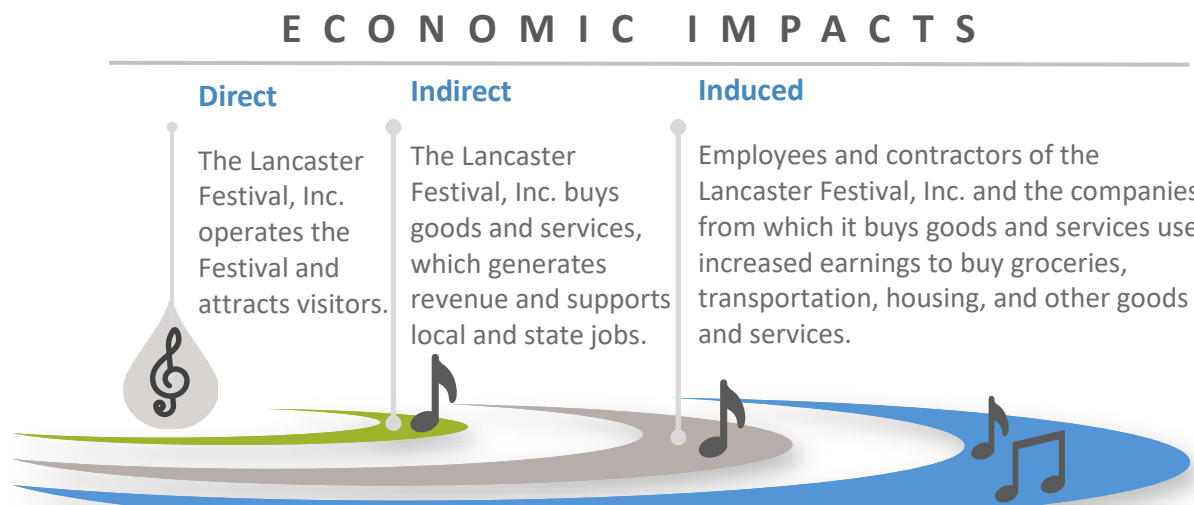 ECONOMIC IMPACTS
Direct
The Lancaster
Festival, Inc.
operates the
Festival and
attracts visitors.
Indirect
The Lancaster
Festival, Inc. buys
goods and services,
which generates
revenue and supports
local and state jobs.
Induced
Employees and contractors of the
Lancaster Festival, Inc. and the companies
from which it buys goods and services use
increased earnings to buy groceries,
transportation, housing, and other goods
and services.